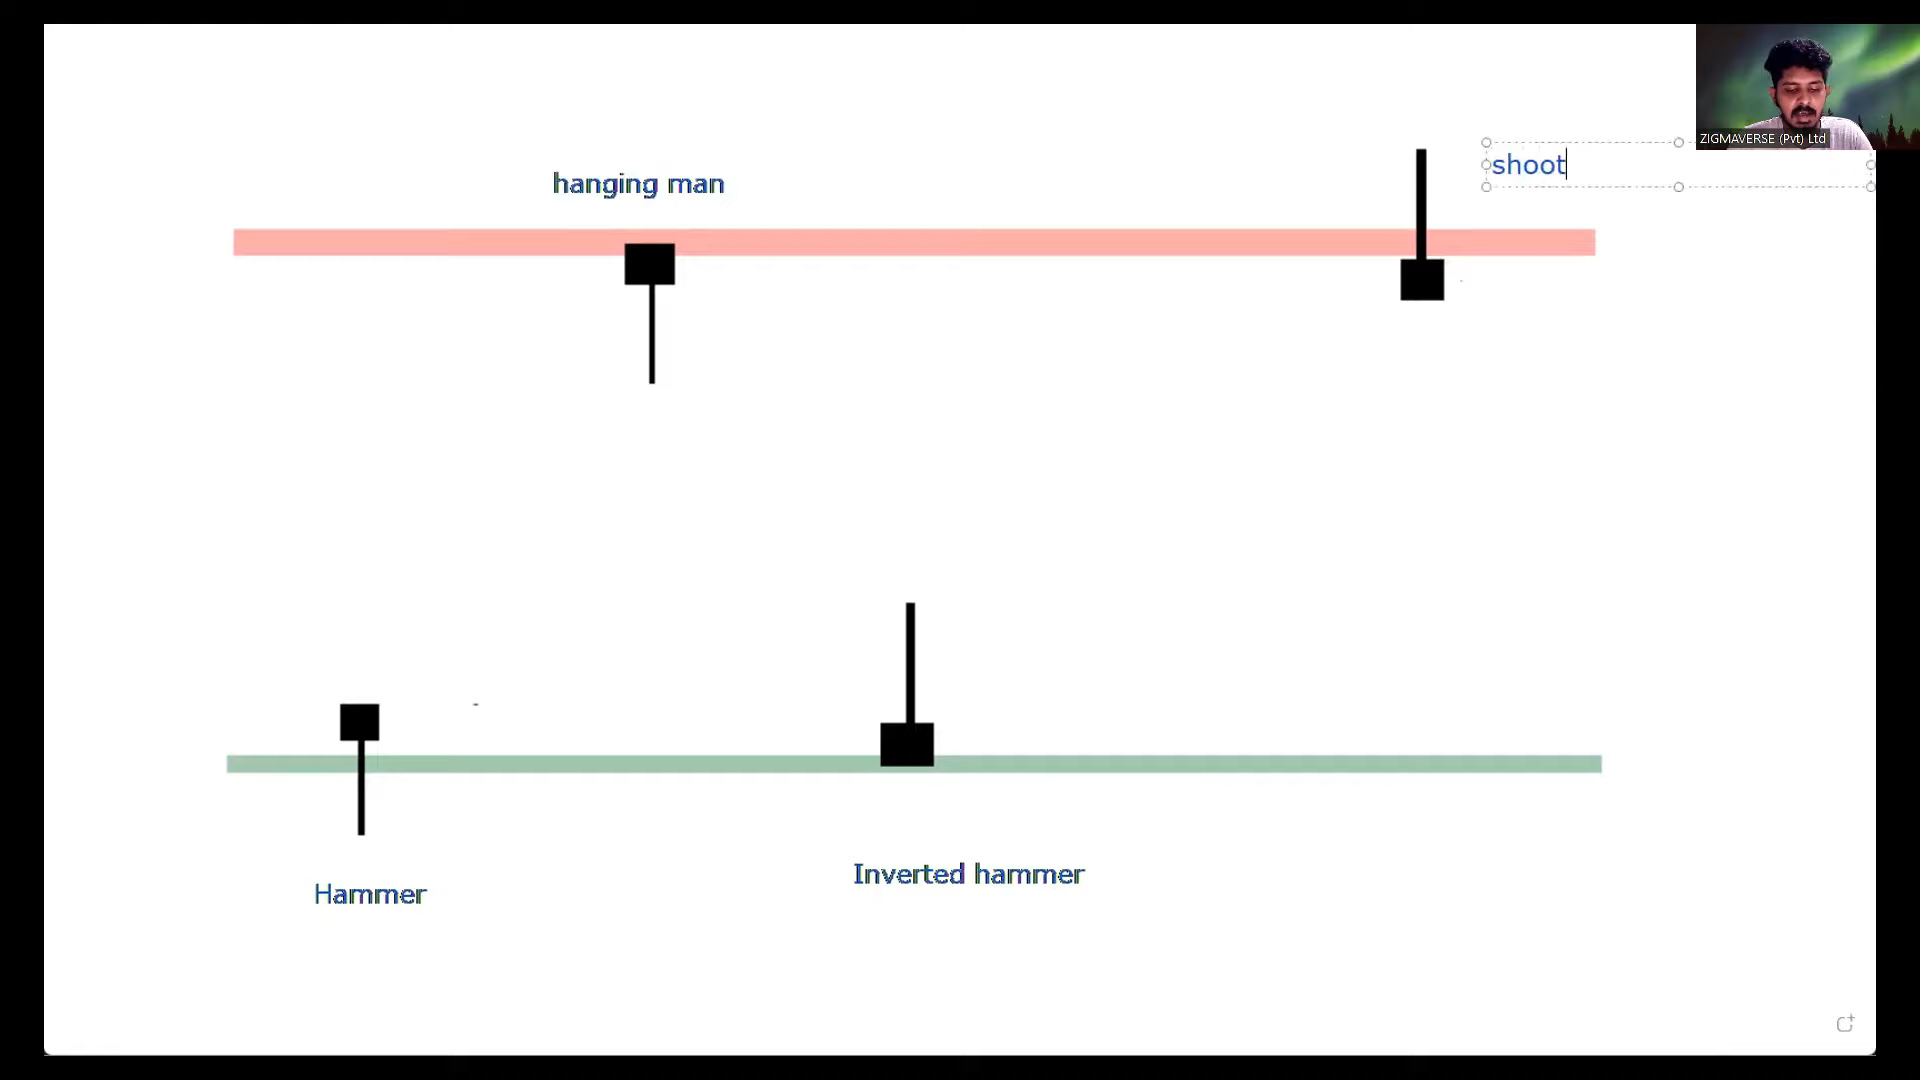 ZIGMAVERSE (Pvt) Ltd
shoot
hanging man
Inverted hammer
Hammer